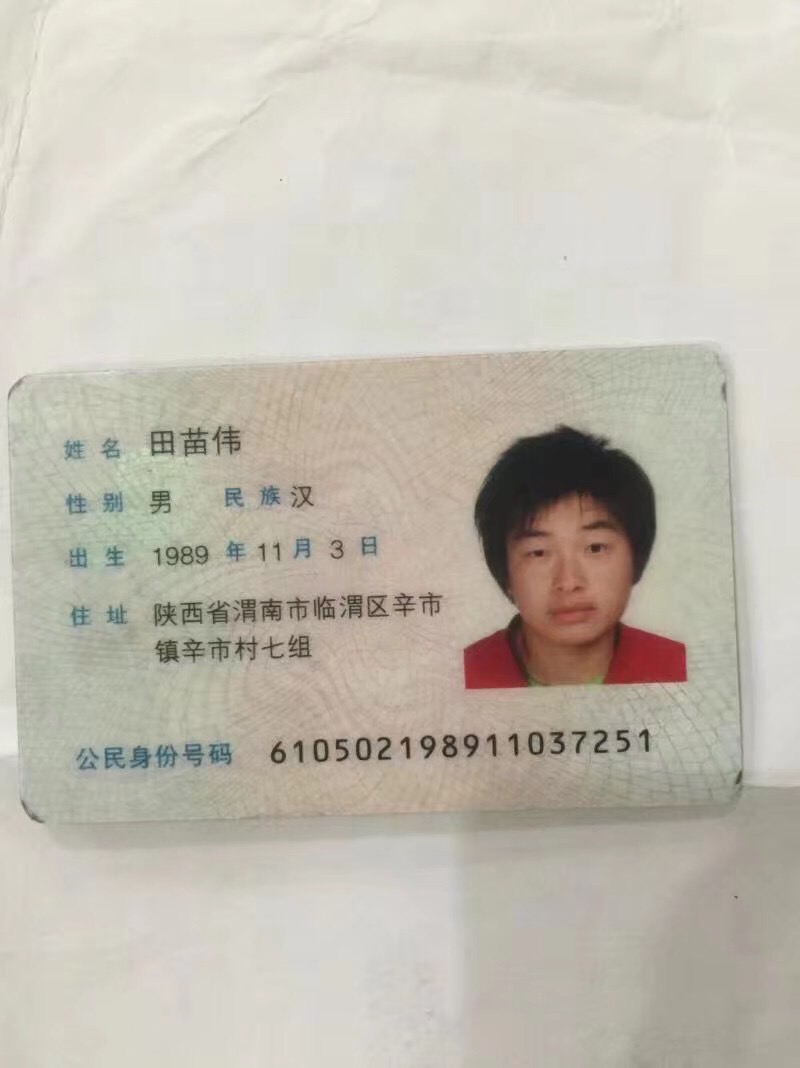 姓名 田苗伟
性别 男 民族 汉
出生 1989 年 11 月 3 日
住址 陕西省渭南市临渭区辛市
镇辛市村七组
公民身份号码 610502198911037251